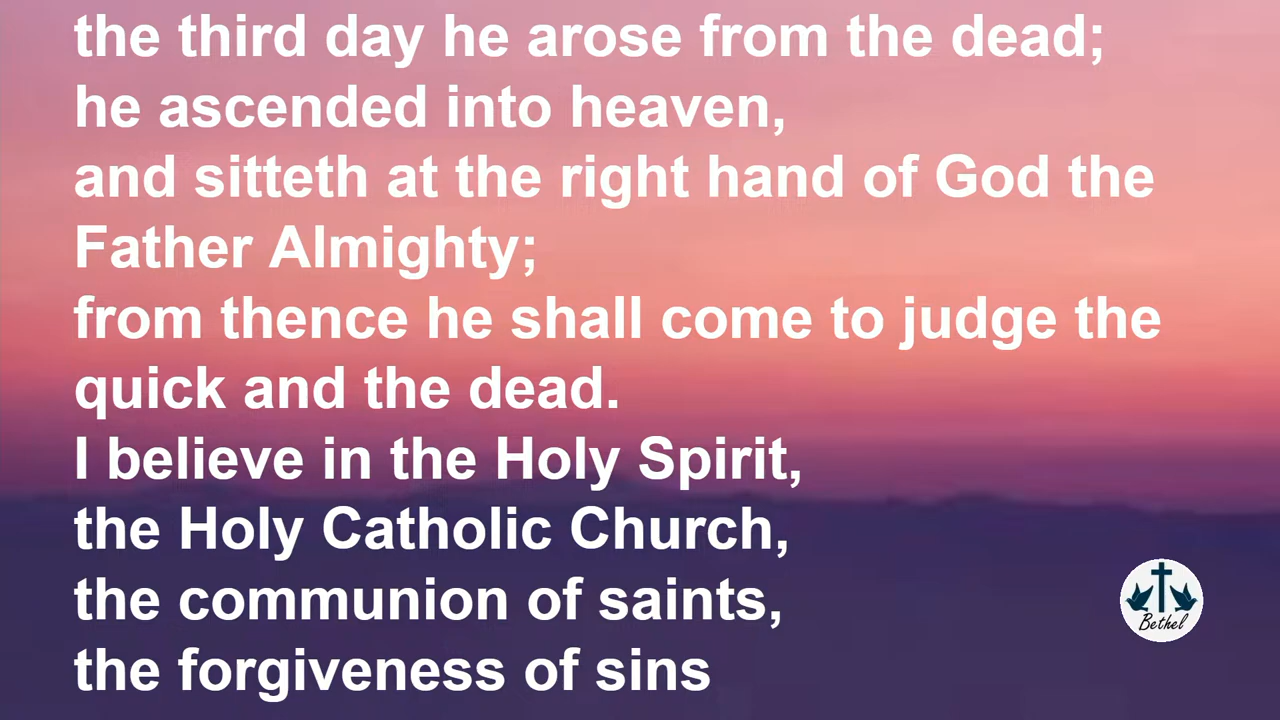 the third day he arose from the dead;
he ascended into heaven,
and sitteth at the right hand of God the
Father Almighty;
from thence he shall come to judge the
quick and the dead.
I believe in the Holy Spirit,
the Holy Catholic Church,
the communion of saints,
the forgiveness of sins
Bethel